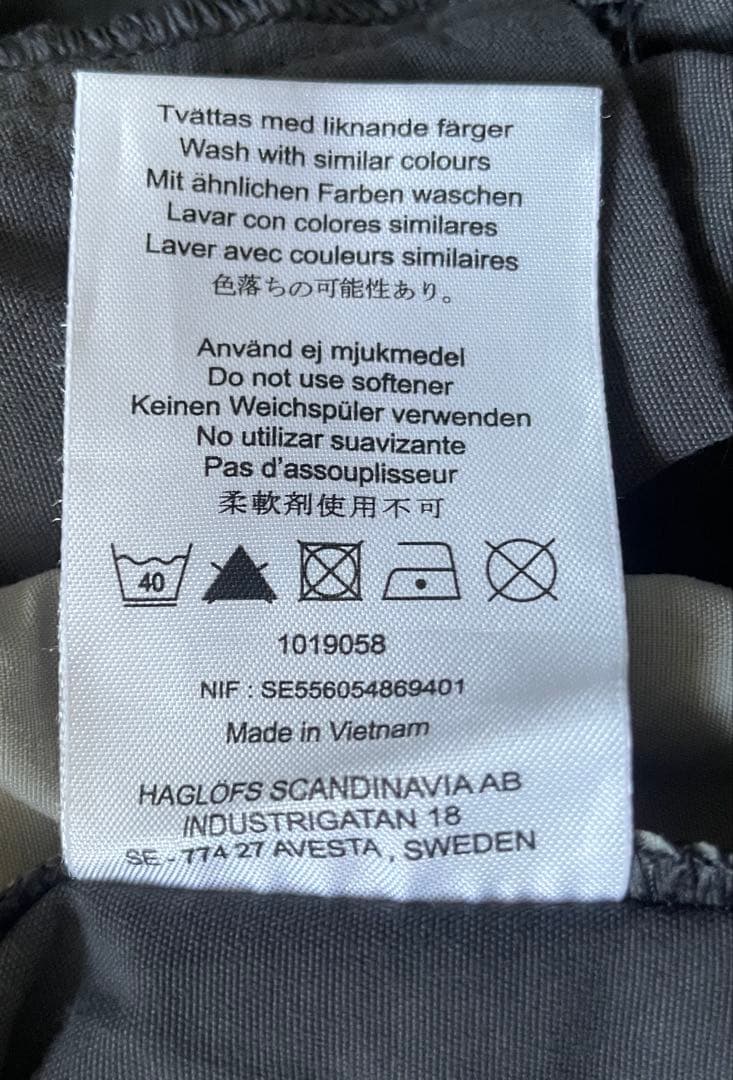 Tvättas med liknande färger
Wash with similar colours
Mit ähnlichen Farben waschen
Lavar con colores similares
Laver avec couleurs similaires
色落ちの可能性あり。
Använd ej mjukmedel
Do not use softener
Keinen Weichspüler verwenden
No utilizar suavizante
Pas d'assouplisseur
柔軟剤使用不可
40
1019058
NIF : SE556054869401
Made in Vietnam
HAGLÖFS SCANDINAVIA AB
INDUSTRIGATAN 18
SE - 774 27 AVESTA , SWEDEN